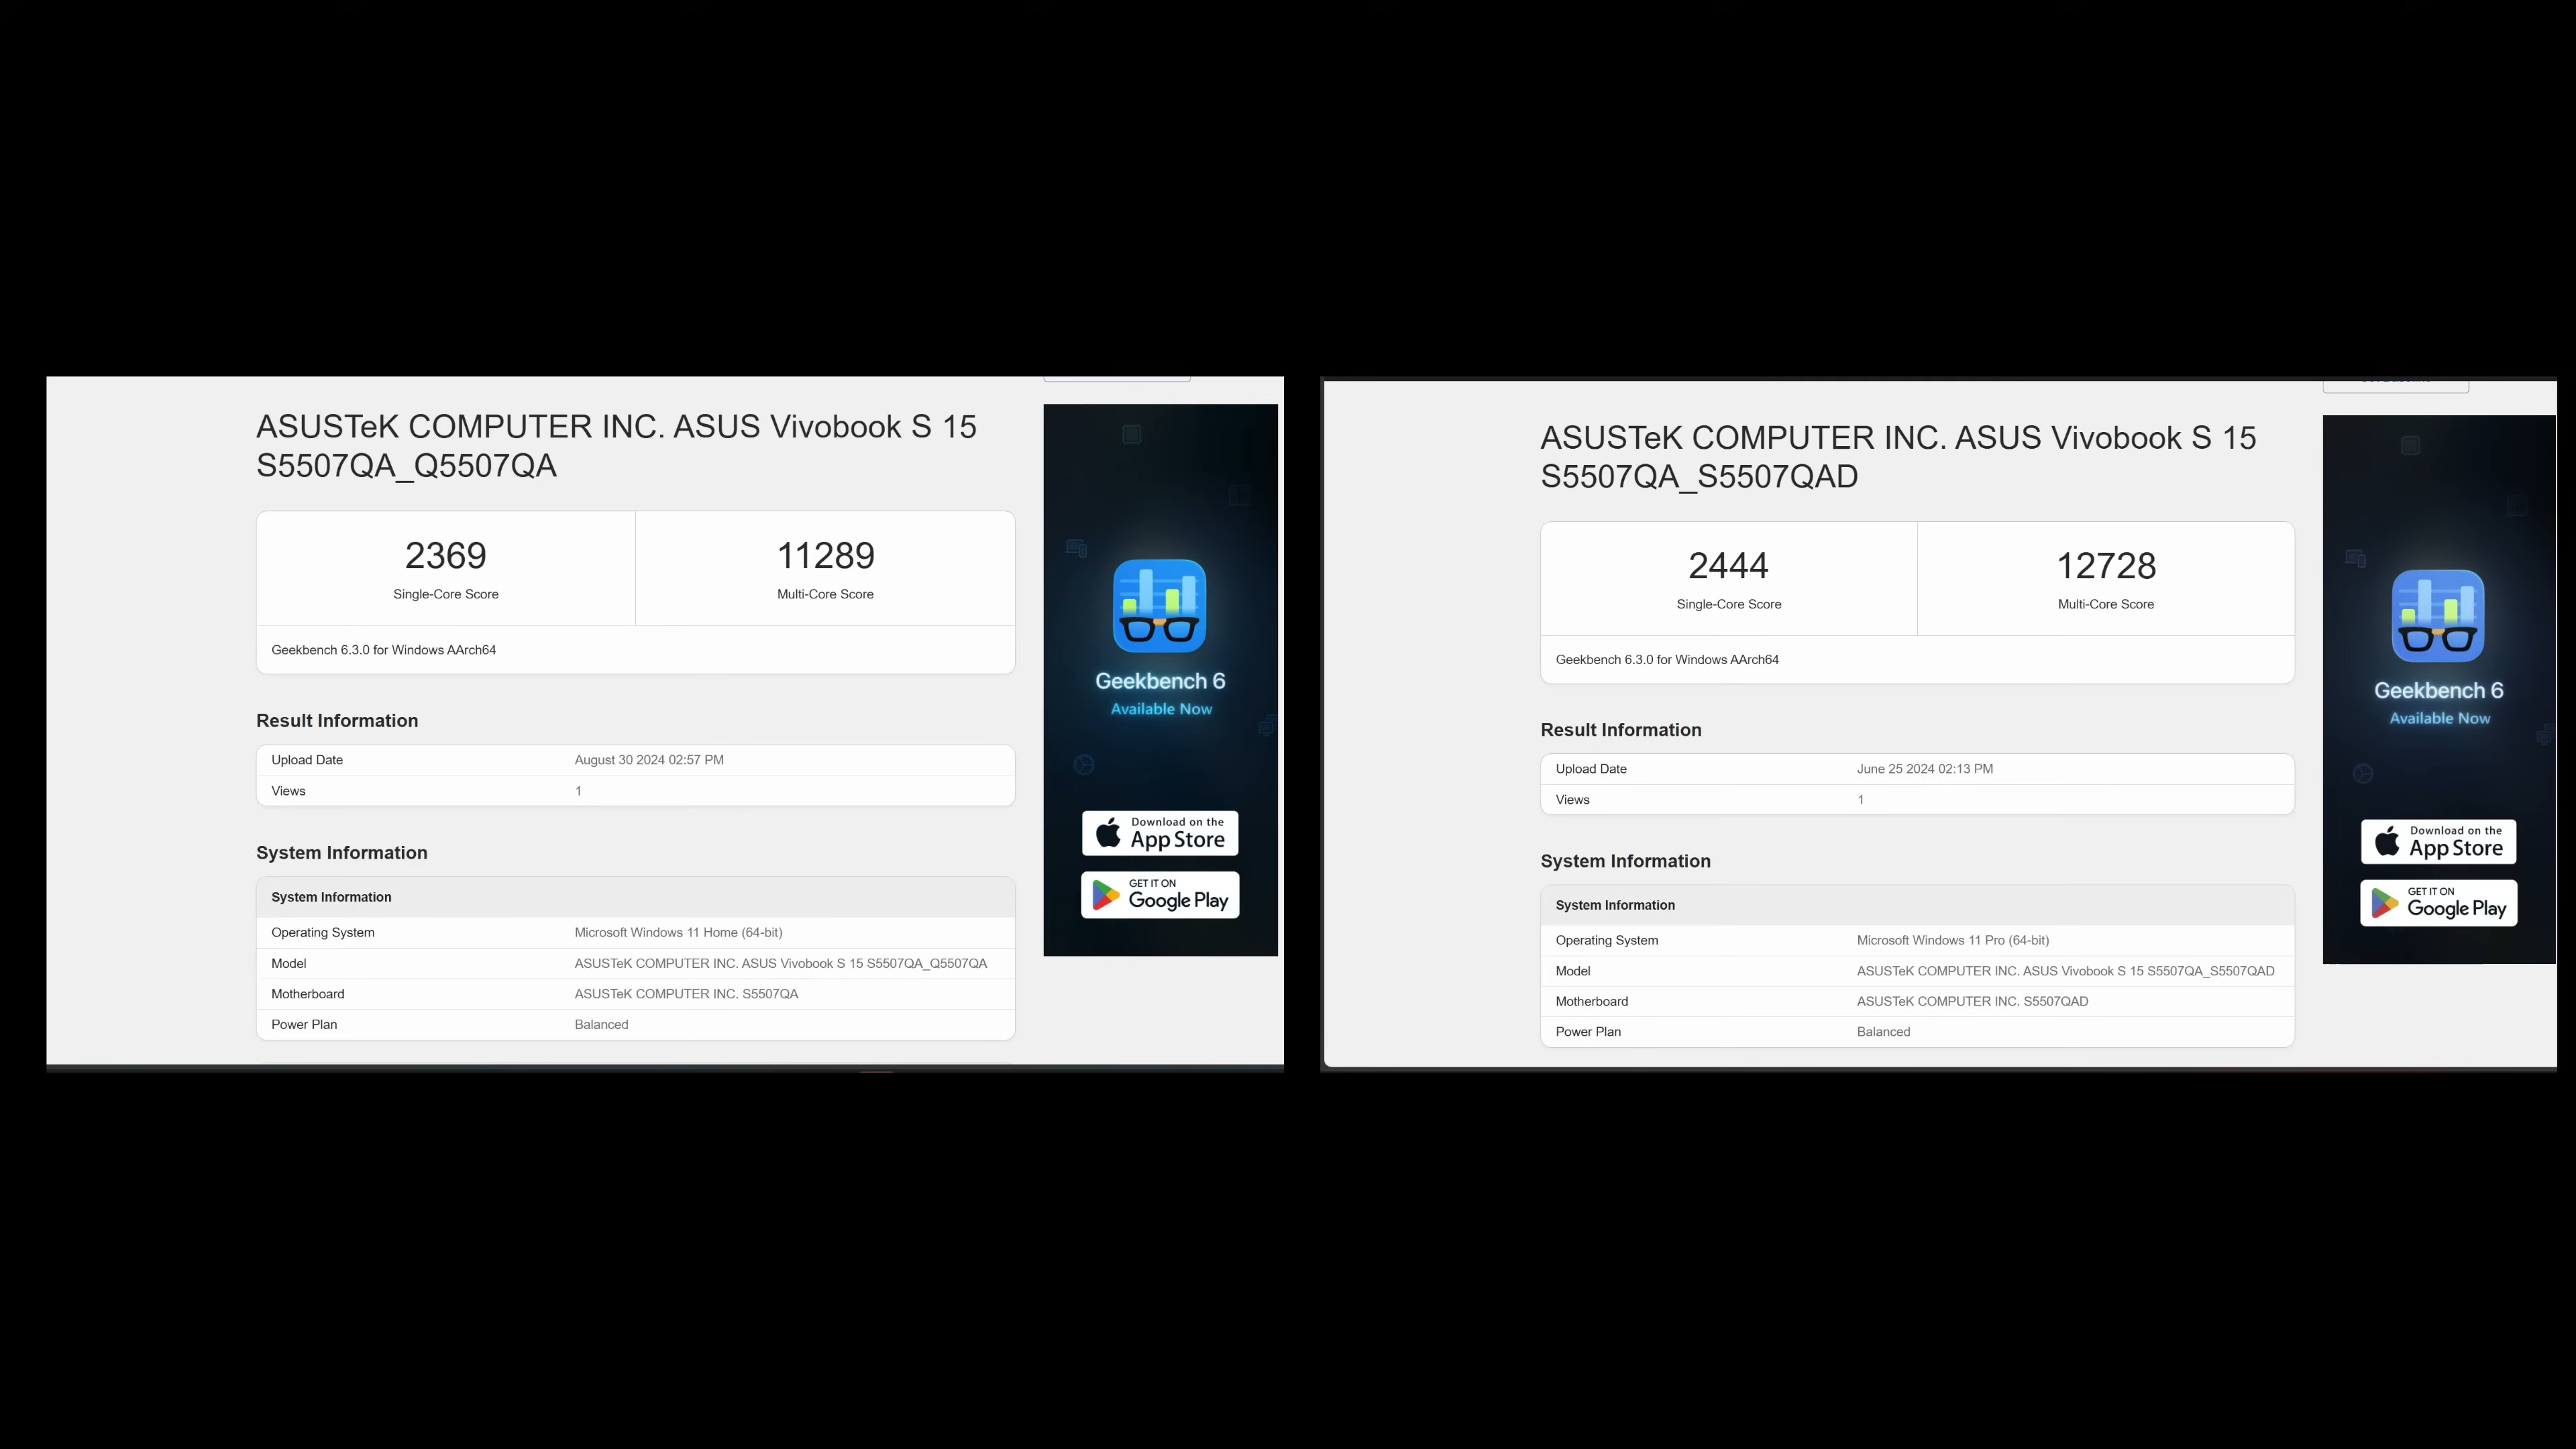 ASUSTeK COMPUTER INC. ASUS Vivobook S 15
S5507QA_Q5507QA
2369
Single-Core Score
11289
Multi-Core Score
Geekbench 6.3.0 for Windows AArch64
Result Information
Upload Date August 30 2024 02:57 PM
Views 1
System Information
System Information
Operating System Microsoft Windows 11 Home (64-bit)
Model ASUSTeK COMPUTER INC. ASUS Vivobook S 15 S5507QA_Q5507QA
Motherboard ASUSTeK COMPUTER INC. S5507QA
Power Plan Balanced
Geekbench 6
Available Now
Download on the
App Store
GET IT ON
Google Play
ASUSTeK COMPUTER INC. ASUS Vivobook S 15
S5507QA_S5507QAD
2444
Single-Core Score
12728
Multi-Core Score
Geekbench 6.3.0 for Windows AArch64
Result Information
Upload Date June 25 2024 02:13 PM
Views 1
System Information
System Information
Operating System Microsoft Windows 11 Pro (64-bit)
Model ASUSTeK COMPUTER INC. ASUS Vivobook S 15 S5507QA_S5507QAD
Motherboard ASUSTeK COMPUTER INC. S5507QAD
Power Plan Balanced
Geekbench 6
Available Now
Download on the
App Store
GET IT ON
Google Play